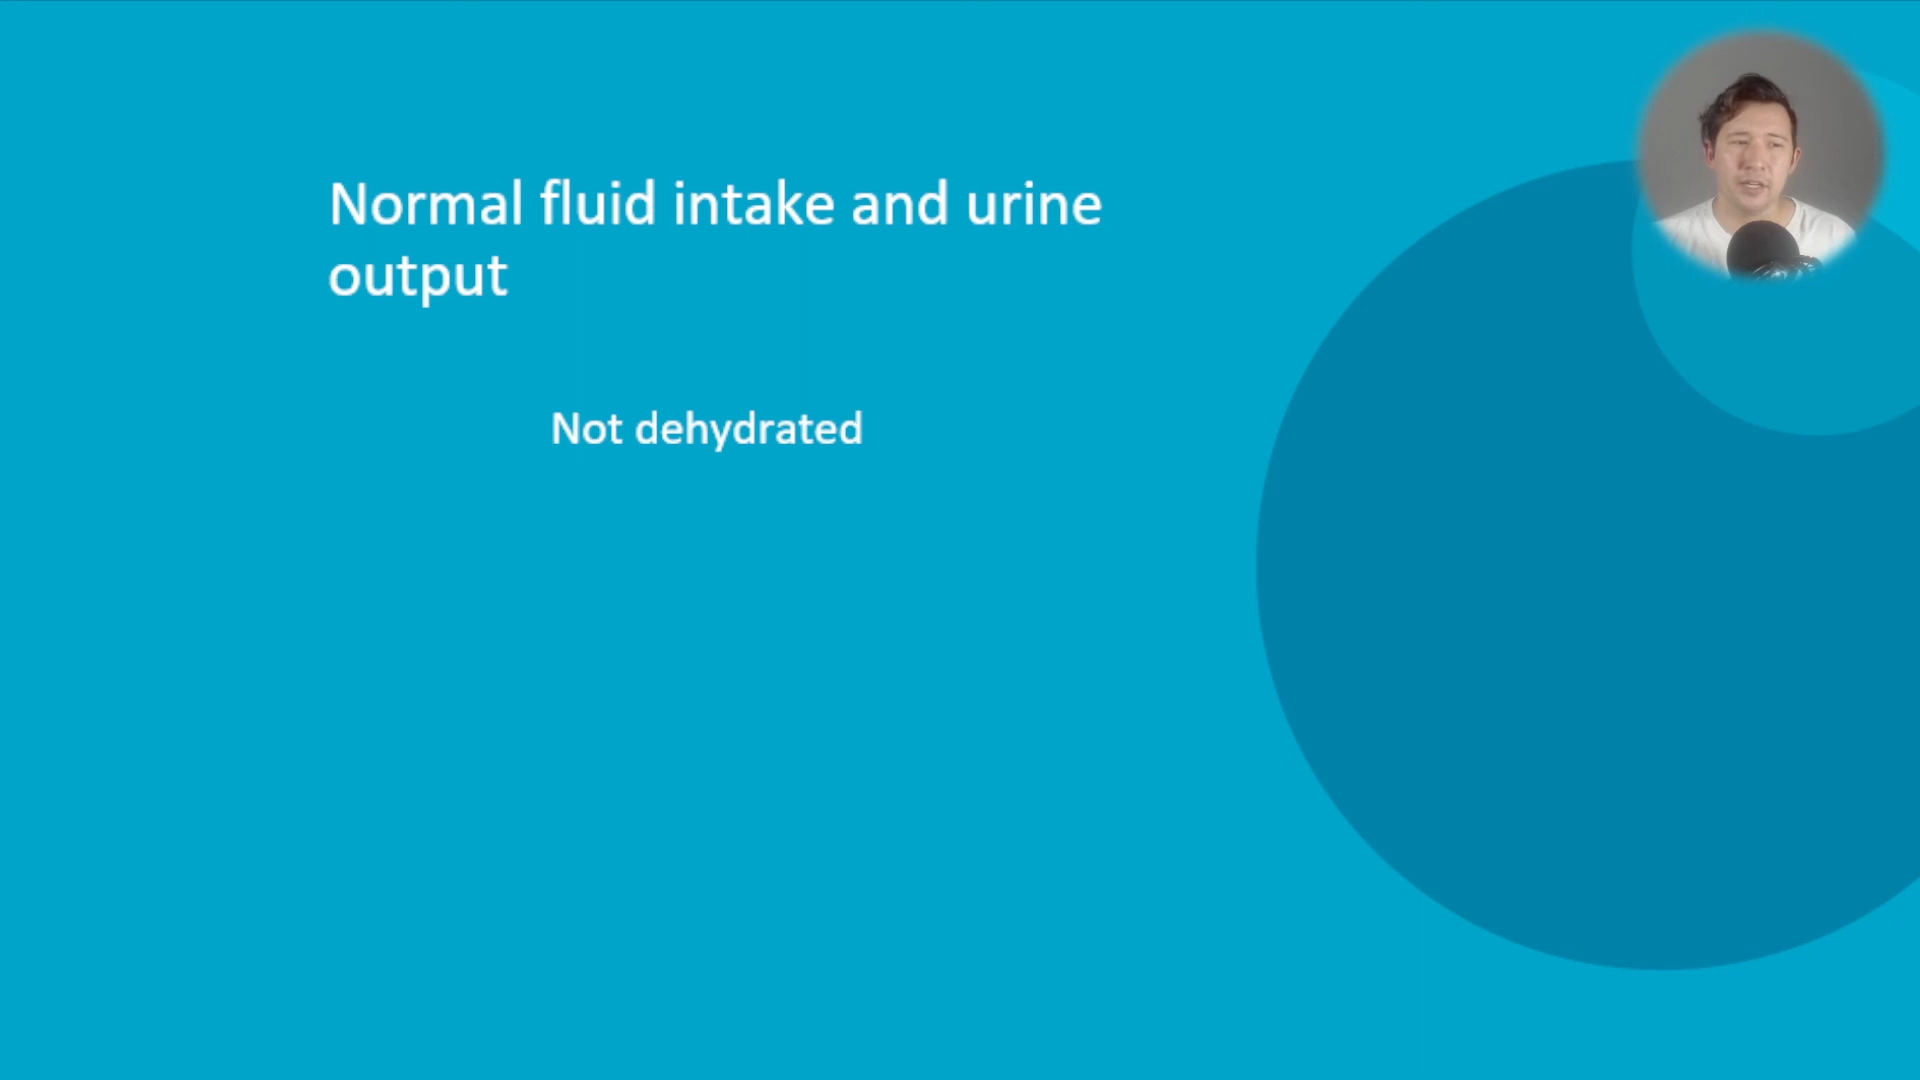 Normal fluid intake and urine
output
Not dehydrated